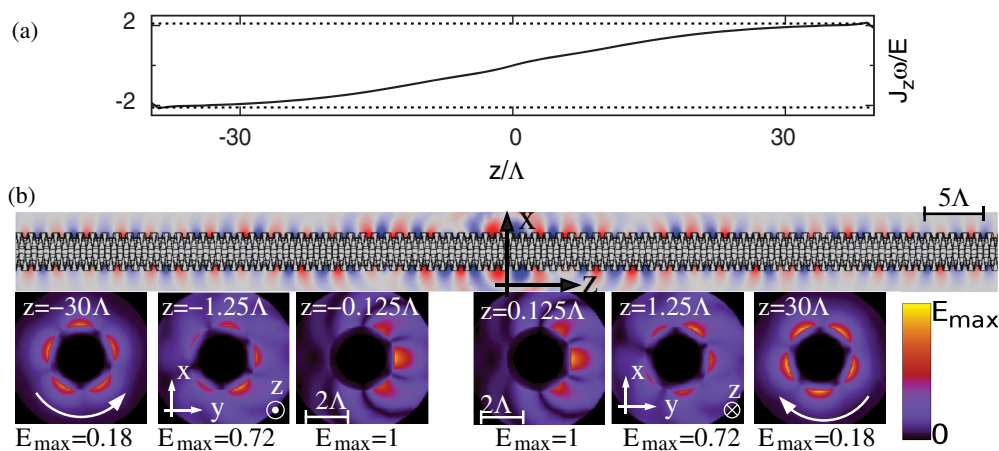 (a)
2
-2
J_zω/E
-30
0
30
z/Λ
(b)
5Λ
X
Z
z=-30Λ
z=-1.25Λ
z=-0.125Λ
z=0.125Λ
z=1.25Λ
z=30Λ
x
y
z
2Λ
2Λ
x
y
z
E_max
0
E_max=0.18
E_max=0.72
E_max=1
E_max=1
E_max=0.72
E_max=0.18